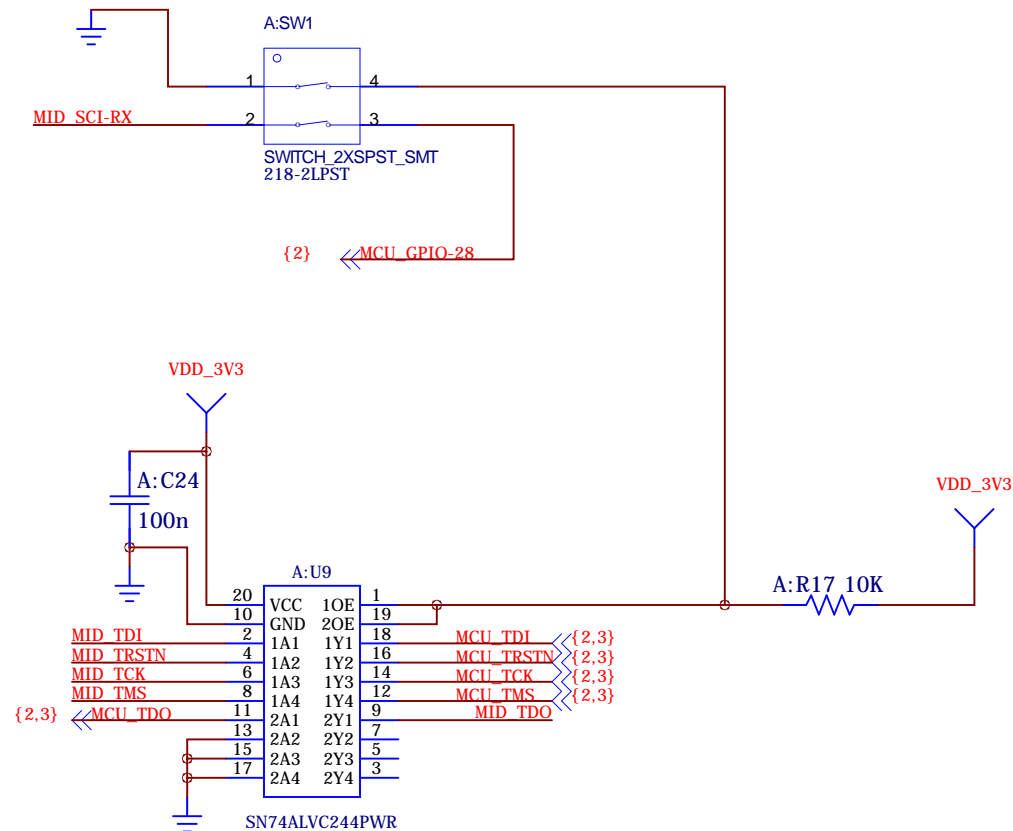 A:SW1
1 4
MID_SCI-RX 2 3
SWITCH_2XSPST_SMT
218-2LPST
{2} MCU_GPIO-28
VDD_3V3
A:C24
100n
VDD_3V3
A:R17 10K
A:U9
20 VCC 1OE 1
10 GND 2OE 19
MID_TDI 2 1A1 1Y1 18 MCU_TDI {2,3}
MID_TRSTN 4 1A2 1Y2 16 MCU_TRSTN {2,3}
MID_TCK 6 1A3 1Y3 14 MCU_TCK {2,3}
MID_TMS 8 1A4 1Y4 12 MCU_TMS {2,3}
{2,3} MCU_TDO 11 2A1 2Y1 9 MID_TDO
13 2A2 2Y2 7
15 2A3 2Y3 5
17 2A4 2Y4 3
SN74ALVC244PWR